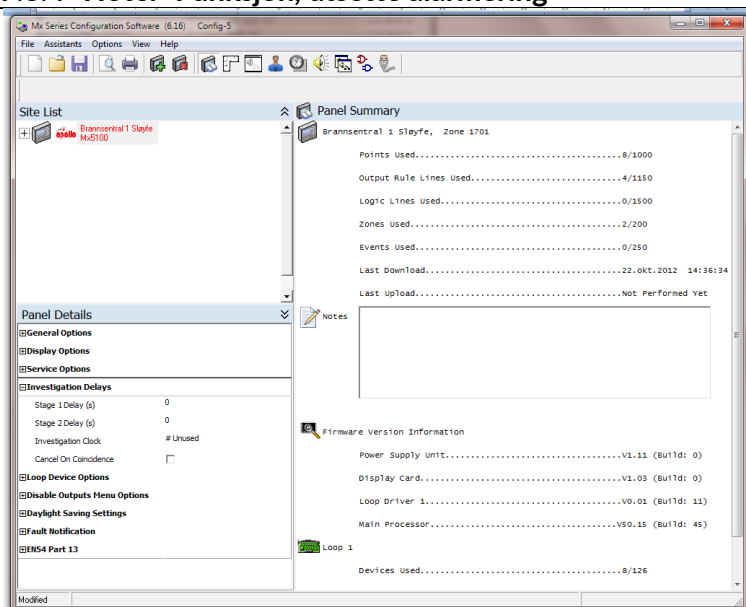 Mx Series Configuration Software (6.16) Config-5
File Assistants Options View Help
Site List
apollo
Brannsentral 1 Sløyfe
Mx5100
Panel Details
General Options
Display Options
Service Options
Investigation Delays
Stage 1 Delay (s) 0
Stage 2 Delay (s) 0
Investigation Clock # Unused
Cancel On Coincidence
Loop Device Options
Disable Outputs Menu Options
Daylight Saving Settings
Fault Notification
EN54 Part 13
Panel Summary
Brannsentral 1 Sløyfe, Zone 1701
Points Used..........................................8/1000
Output Rule Lines Used...............................4/1150
Logic Lines Used.....................................0/1500
Zones Used...........................................2/200
Events Used..........................................0/250
Last Download........................................22.okt.2012 14:36:34
Last Upload..........................................Not Performed Yet
Notes
Firmware Version Information
Power Supply Unit....................................V1.11 (Build: 0)
Display Card.........................................V1.03 (Build: 0)
Loop Driver 1........................................V0.01 (Build: 11)
Main Processor.......................................V50.15 (Build: 45)
Loop 1
Devices Used.........................................8/126
Modified